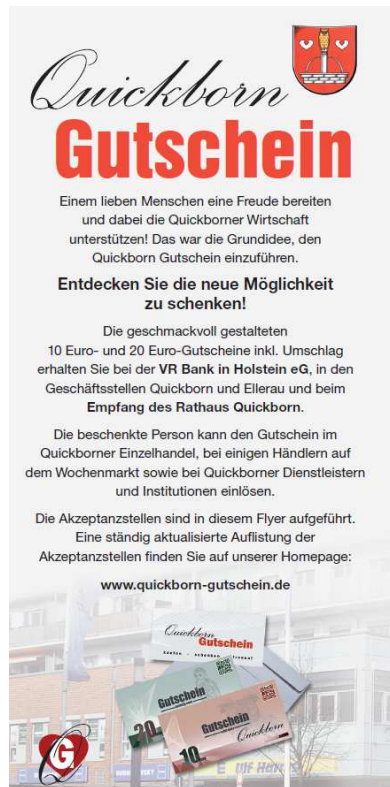 Quickborn
Gutschein
Einem lieben Menschen eine Freude bereiten
und dabei die Quickborner Wirtschaft
unterstützen! Das war die Grundidee, den
Quickborn Gutschein einzuführen.
Entdecken Sie die neue Möglichkeit
zu schenken!
Die geschmackvoll gestalteten
10 Euro- und 20 Euro-Gutscheine inkl. Umschlag
erhalten Sie bei der VR Bank in Holstein eG, in den
Geschäftsstellen Quickborn und Ellerau und beim
Empfang des Rathaus Quickborn.
Die beschenkte Person kann den Gutschein im
Quickborner Einzelhandel, bei einigen Händlern auf
dem Wochenmarkt sowie bei Quickborner Dienstleistern
und Institutionen einlösen.
Die Akzeptanzstellen sind in diesem Flyer aufgeführt.
Eine ständig aktualisierte Auflistung der
Akzeptanzstellen finden Sie auf unserer Homepage:
www.quickborn-gutschein.de
Quickborn
Gutschein
Gutschein
20
Gutschein
10
Quickborn
Q G